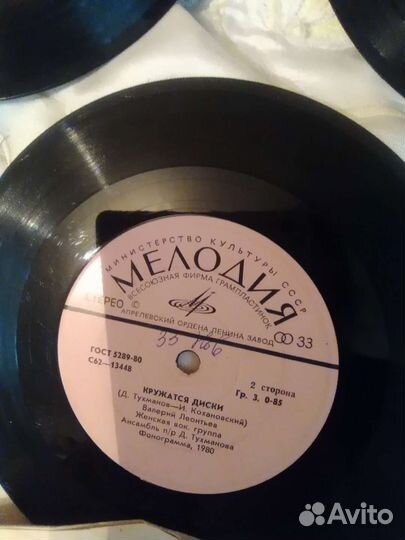 МИНИСТЕРСТВО КУЛЬТУРЫ СССР
МЕЛОДИЯ
ВСЕСОЮЗНАЯ ФИРМА ГРАМПЛАСТИНОК
СТЕРЕО
АПРЕЛЕВСКИЙ ОРДЕНА ЛЕНИНА ЗАВОД
33
ГОСТ 5289-80
С62—13448
2 сторона
Гр. 3. 0-85
КРУЖАТСЯ ДИСКИ
(Д. Тухманов—И. Кохановский)
Валерий Леонтьев
Женская вок. группа
Ансамбль п/р Д. Тухманова
Фонограмма, 1980
Avito